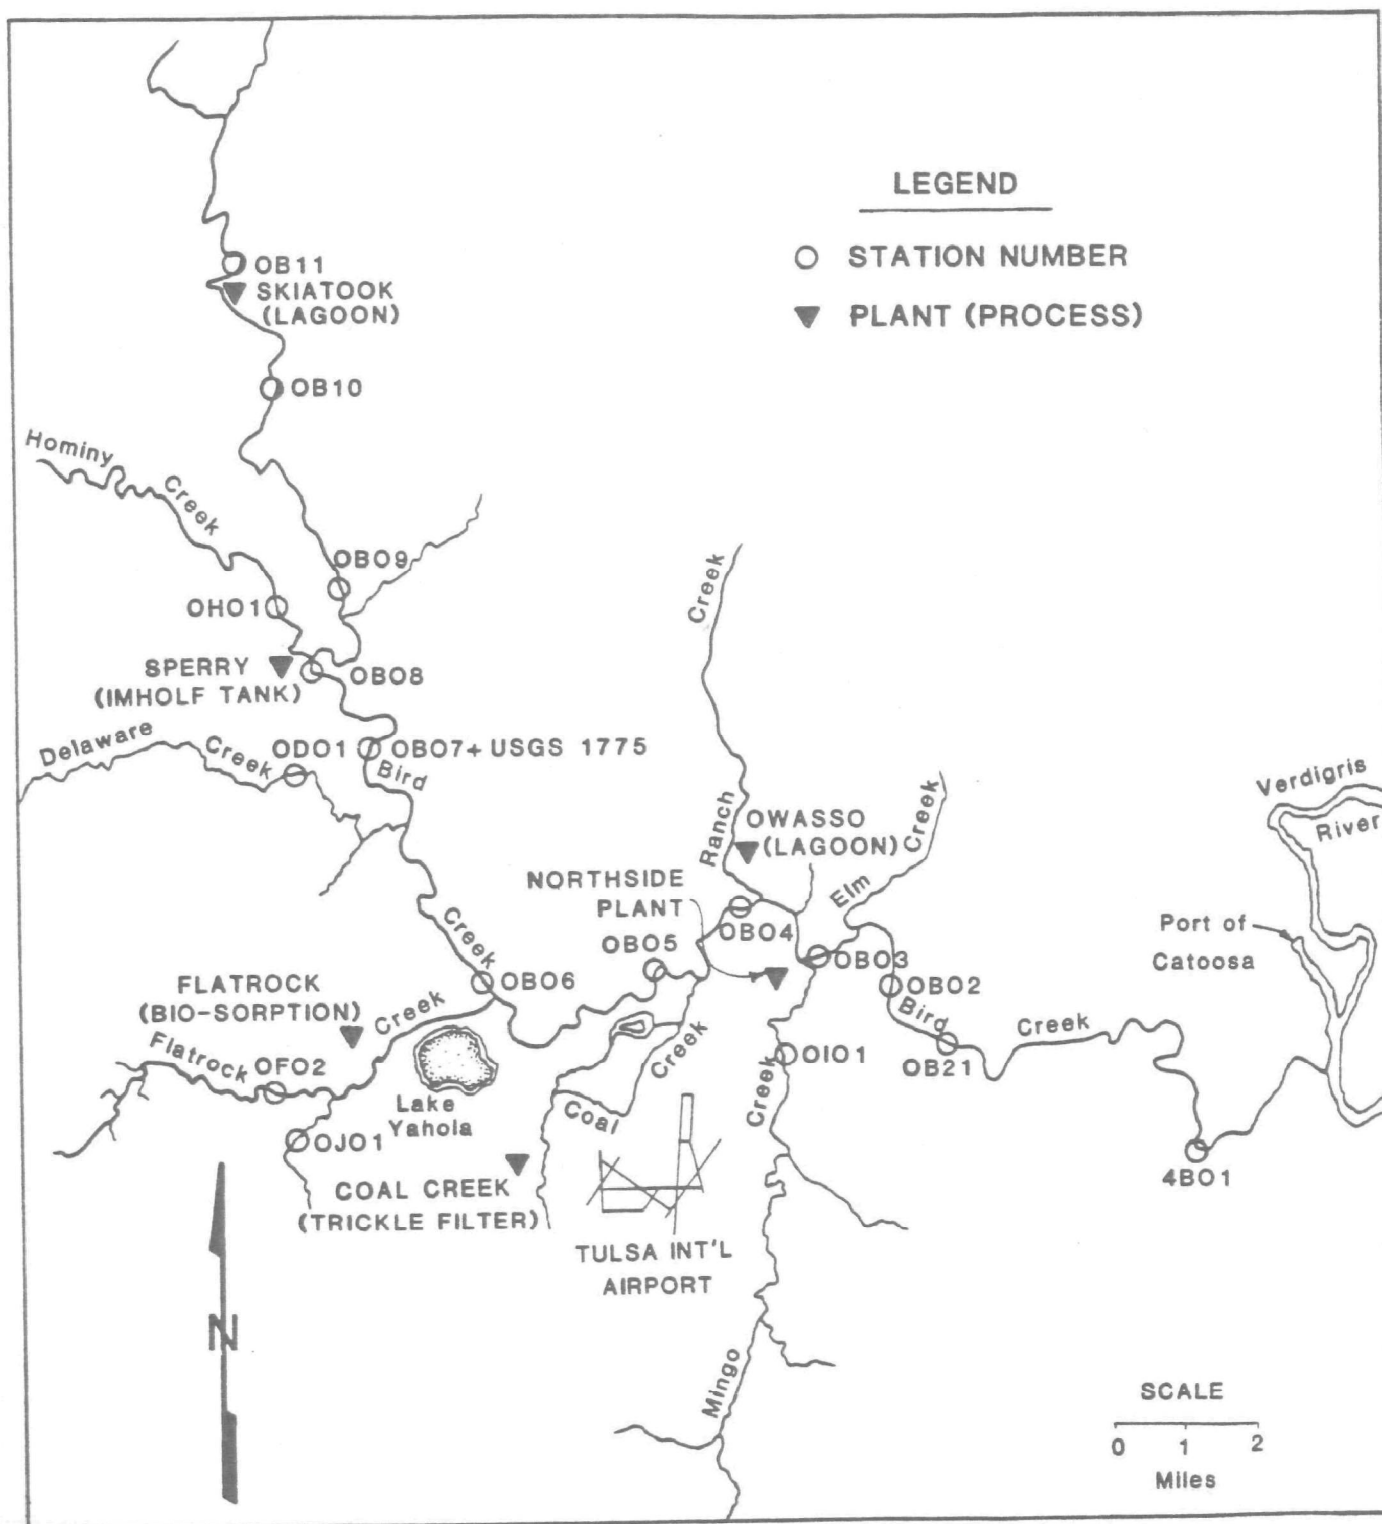 LEGEND
STATION NUMBER
PLANT (PROCESS)
OB11
SKIATOOK
(LAGOON)
OB10
Hominy
Creek
OBO9
OHO1
SPERRY
(IMHOLF TANK)
OBO8
Delaware
Creek
ODO1
OBO7+ USGS 1775
Bird
Creek
Creek
Ranch
OWASSO
(LAGOON)
Creek
Elm
Verdigris
River
NORTHSIDE
PLANT
OBO4
OBO5
OBO3
OBO6
OBO2
Port of
Catoosa
FLATROCK
(BIO-SORPTION)
Creek
Flatrock
OFO2
Bird
Creek
OB21
Creek
OIO1
Creek
Coal
Lake
Yahola
OJO1
4BO1
COAL CREEK
(TRICKLE FILTER)
TULSA INT'L
AIRPORT
N
Mingo
SCALE
0 1 2
Miles